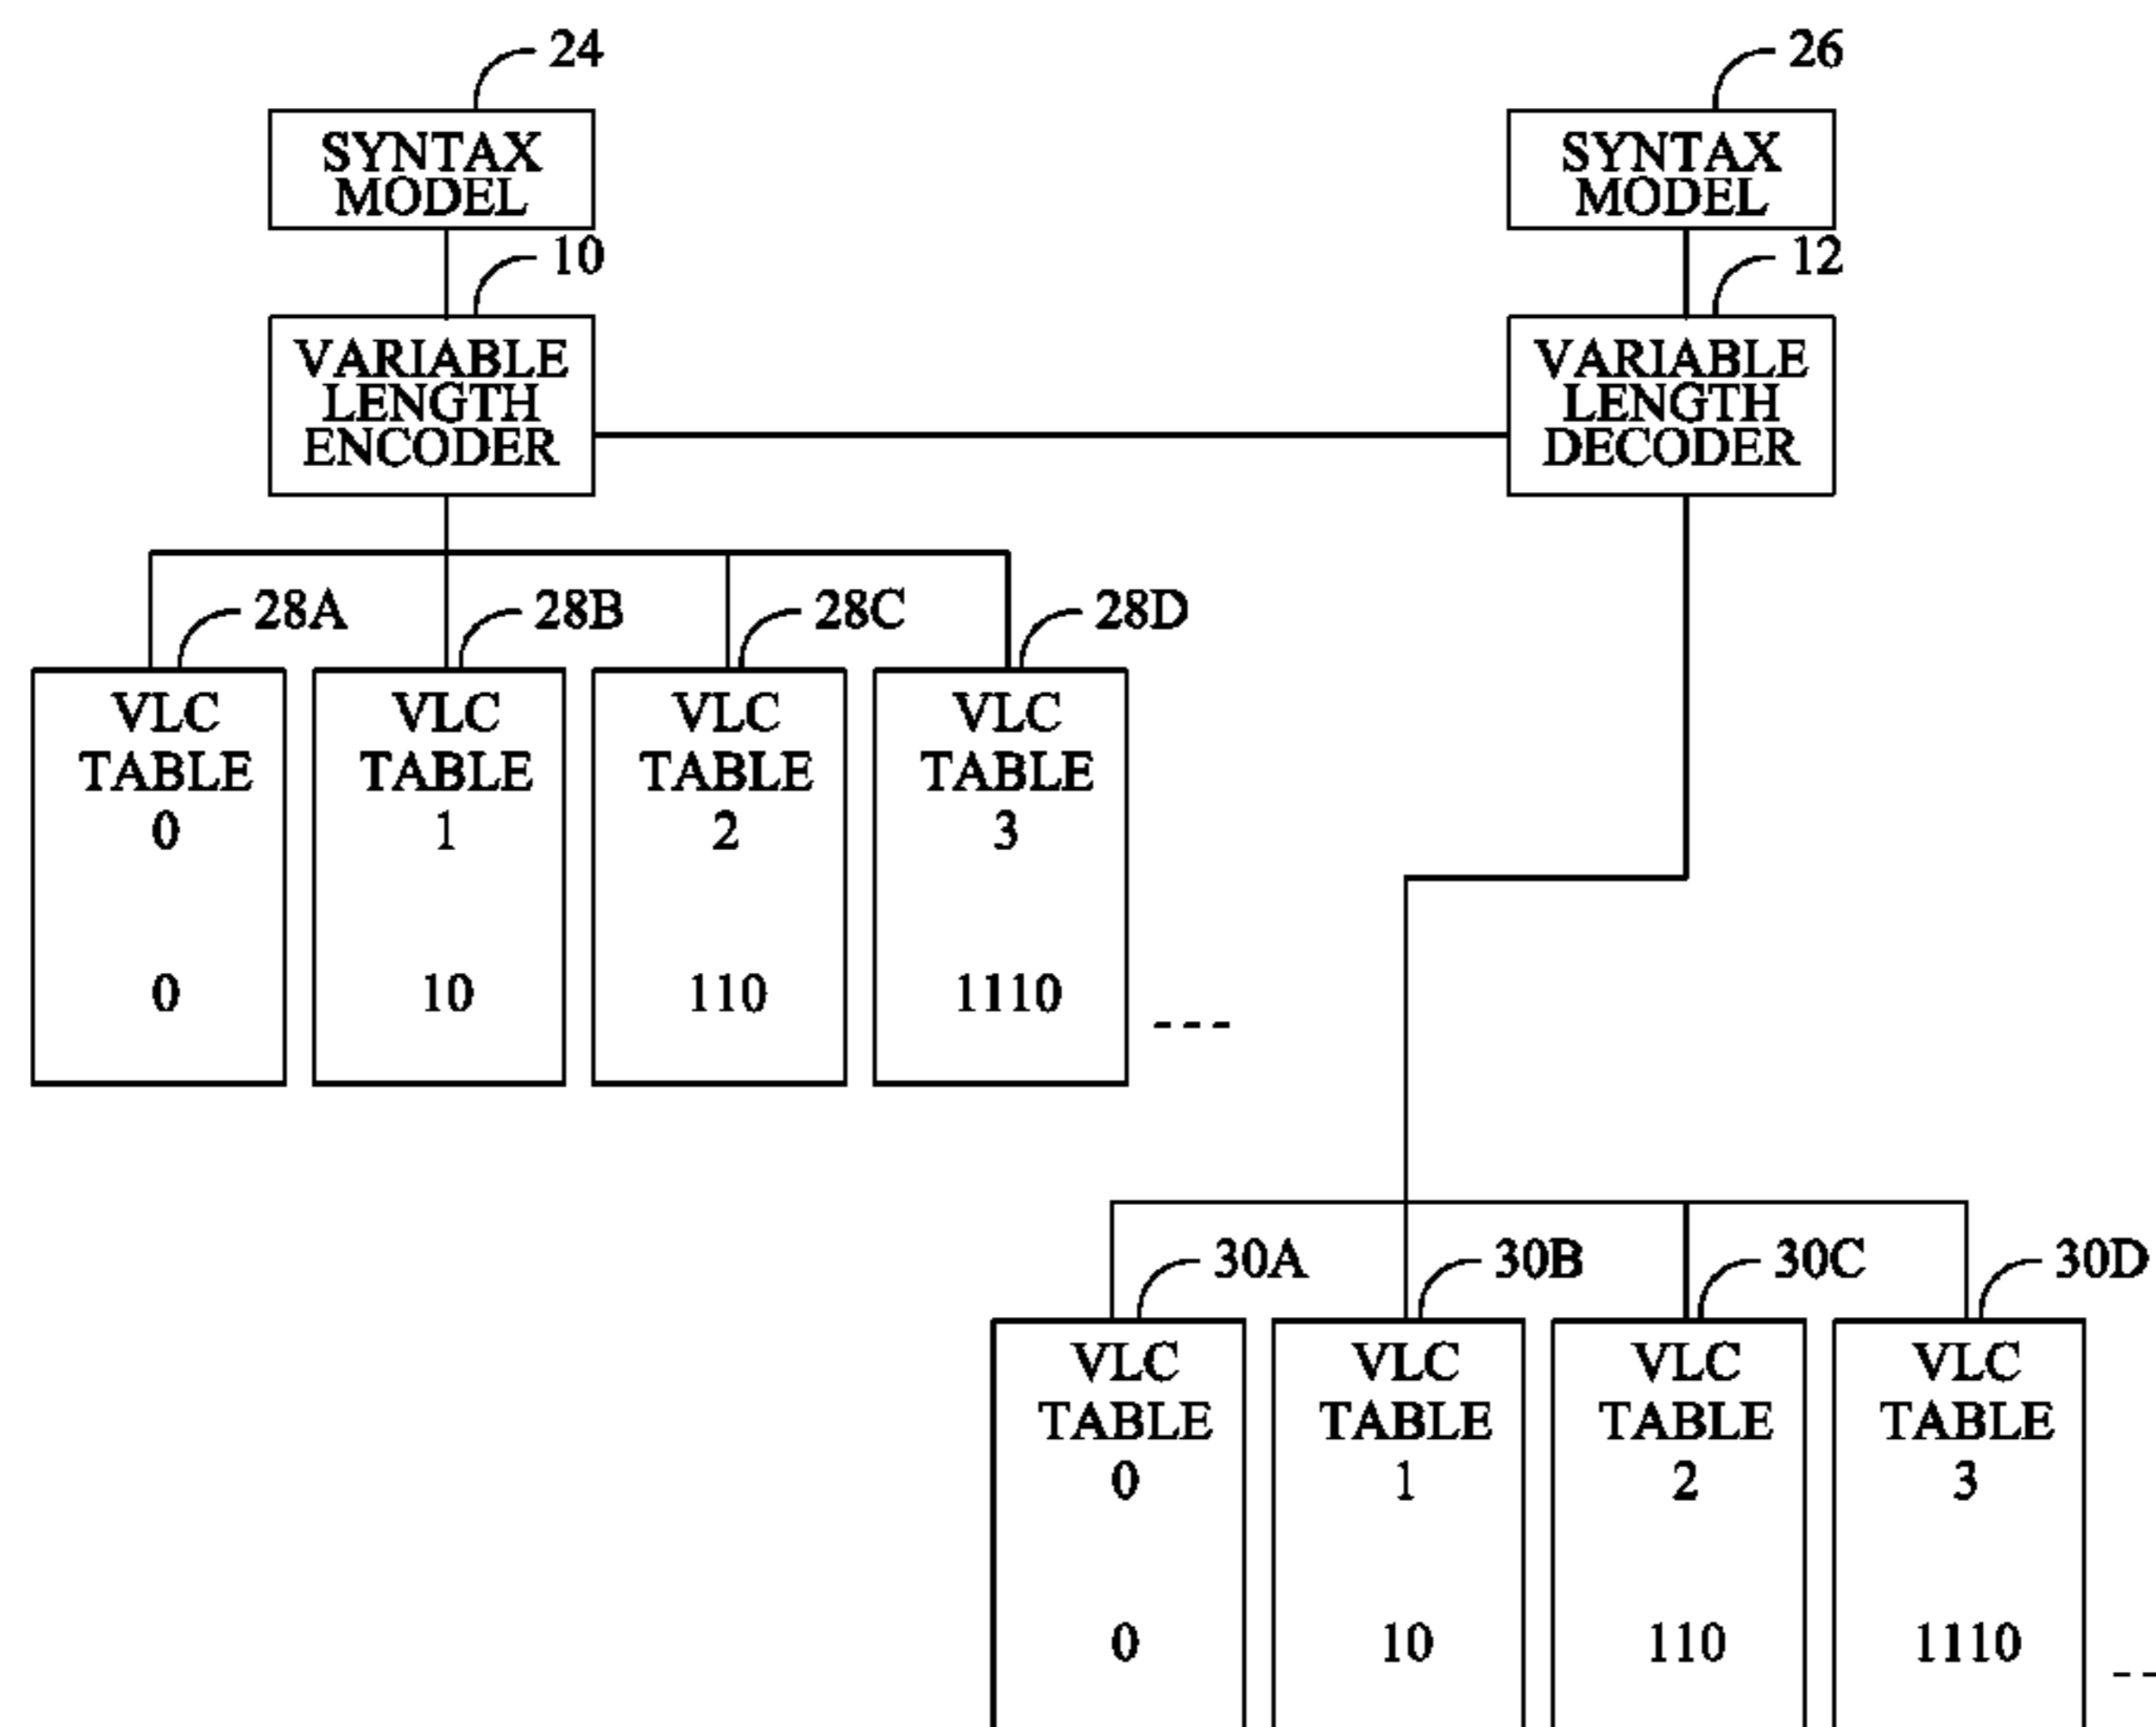 24
SYNTAX
MODEL
26
SYNTAX
MODEL
10
VARIABLE
LENGTH
ENCODER
12
VARIABLE
LENGTH
DECODER
28A
VLC
TABLE
0
0
28B
VLC
TABLE
1
10
28C
VLC
TABLE
2
110
28D
VLC
TABLE
3
1110
---
30A
VLC
TABLE
0
0
30B
VLC
TABLE
1
10
30C
VLC
TABLE
2
110
30D
VLC
TABLE
3
1110
--